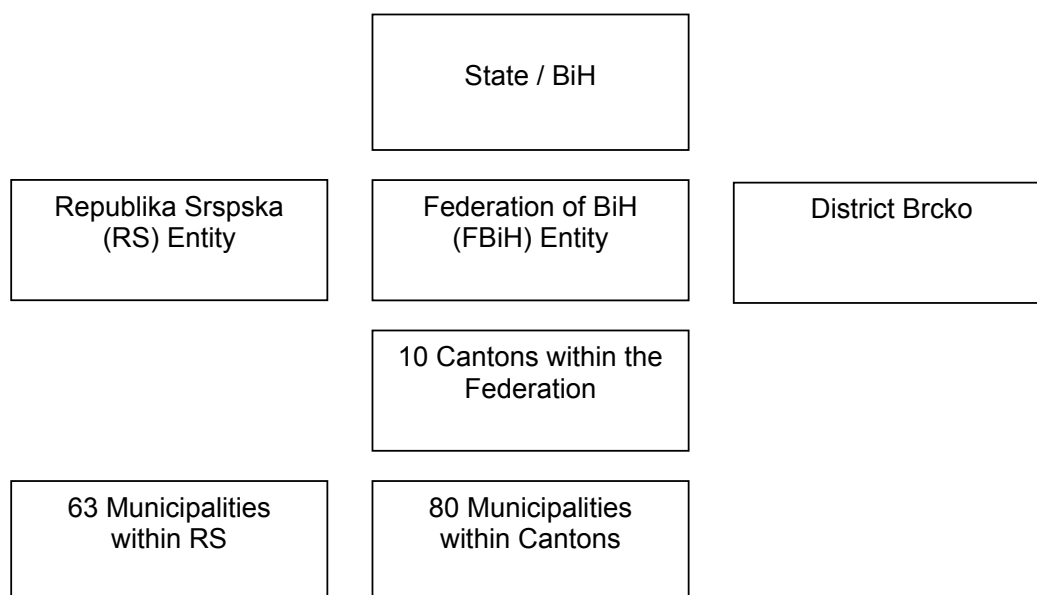 State / BiH
Republika Srspska
(RS) Entity
Federation of BiH
(FBiH) Entity
District Brcko
10 Cantons within the
Federation
63 Municipalities
within RS
80 Municipalities
within Cantons